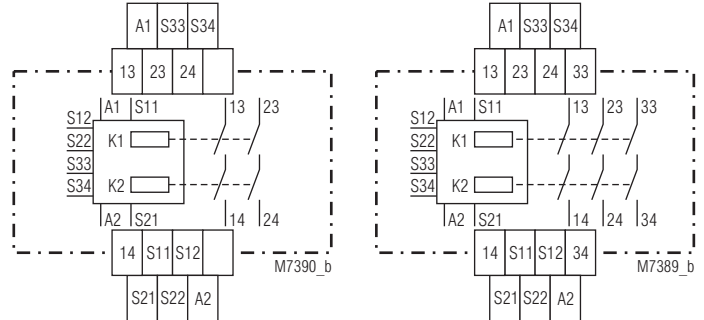 A1 S33 S34
13 23 24
A1 S11
13 23
S12
S22
S33
S34
K1
K2
A2 S21
14 24
14 S11 S12
M7390_b
S21 S22 A2
A1 S33 S34
13 23 24 33
A1 S11
13 23 33
S12
S22
S33
S34
K1
K2
A2 S21
14 24 34
14 S11 S12 34
M7389_b
S21 S22 A2